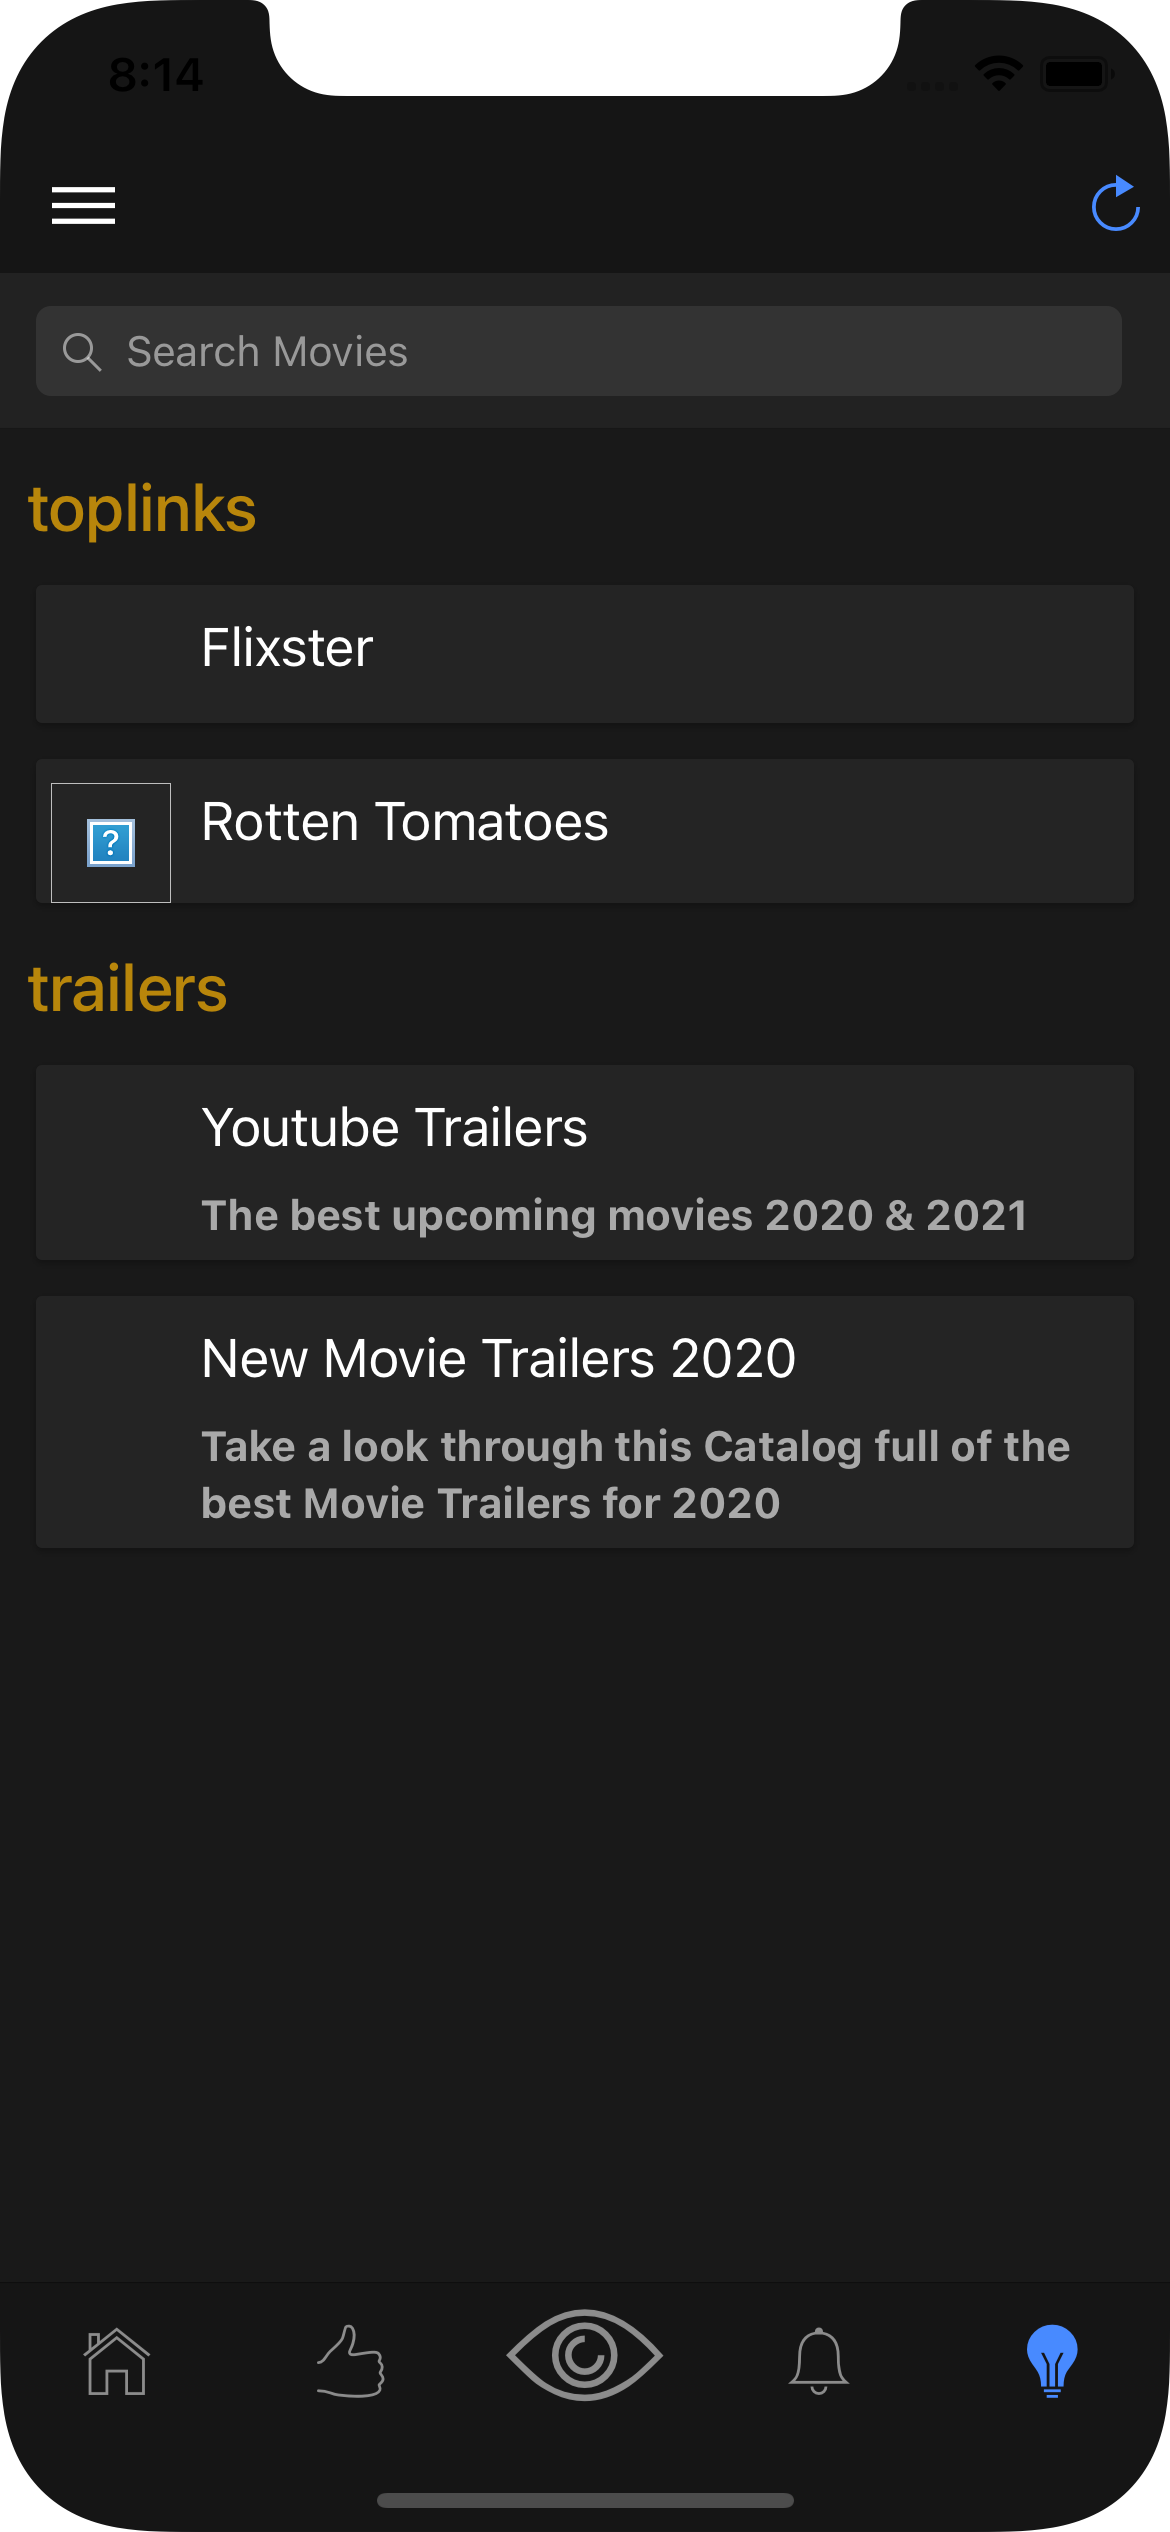 8:14
Search Movies
toplinks
Flixster
?
Rotten Tomatoes
trailers
Youtube Trailers
The best upcoming movies 2020 & 2021
New Movie Trailers 2020
Take a look through this Catalog full of the
best Movie Trailers for 2020